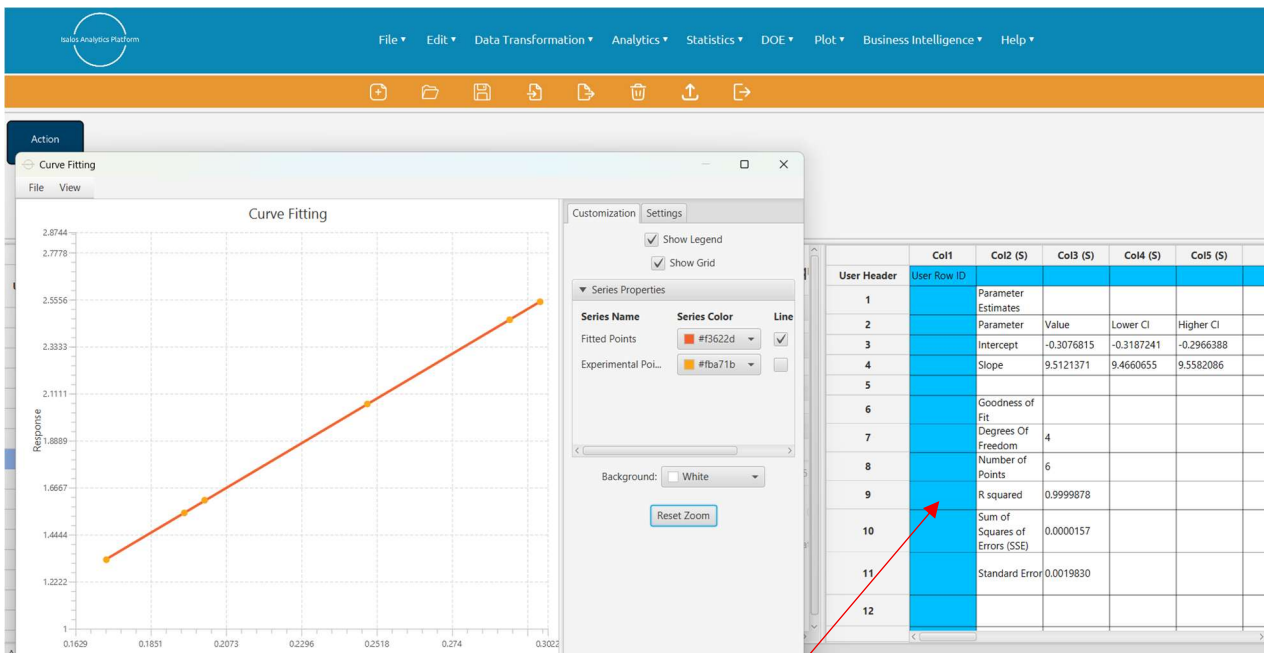 Isalos Analytics Platform
File ▾ Edit ▾ Data Transformation ▾ Analytics ▾ Statistics ▾ DOE ▾ Plot ▾ Business Intelligence ▾ Help ▾
Action
Curve Fitting
File View
Curve Fitting
2.8744
2.7778
2.5556
2.3333
2.1111
1.8889
1.6667
1.4444
1.2222
1
Response
0.1629 0.1851 0.2073 0.2296 0.2518 0.274 0.3022
Customization Settings
Show Legend
Show Grid
▼ Series Properties
Series Name Series Color Line
Fitted Points #f3622d
Experimental Poi... #fba71b
Background: White
Reset Zoom
Col1 Col2 (S) Col3 (S) Col4 (S) Col5 (S)
User Header User Row ID
1 Parameter Estimates
2 Parameter Value Lower CI Higher CI
3 Intercept -0.3076815 -0.3187241 -0.2966388
4 Slope 9.5121371 9.4660655 9.5582086
5
6 Goodness of Fit
7 Degrees Of Freedom 4
8 Number of Points 6
9 R squared 0.9999878
10 Sum of Squares of Errors (SSE) 0.0000157
11 Standard Error 0.0019830
12